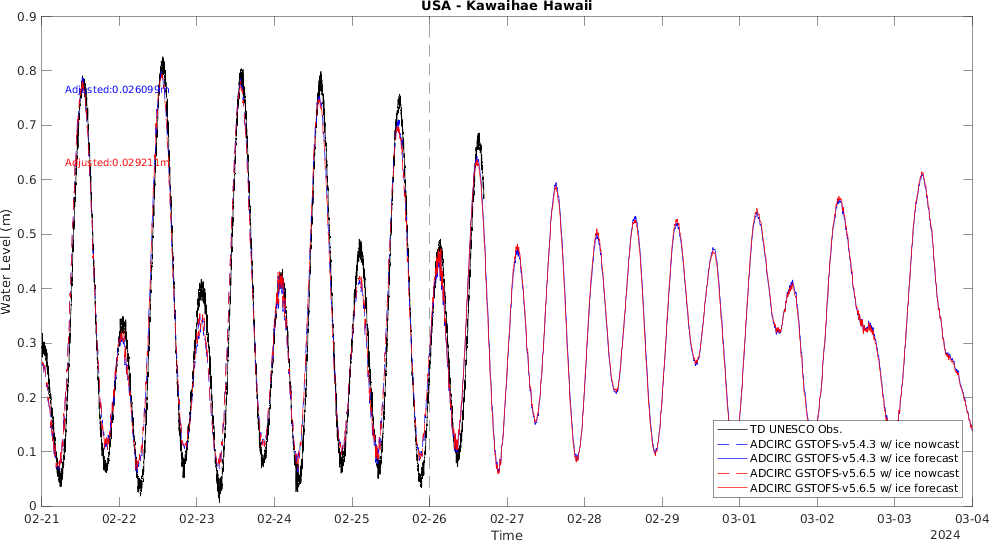 USA - Kawaihae Hawaii
0.9
0.8
0.7
0.6
0.5
0.4
0.3
0.2
0.1
0
Water Level (m)
Adjusted:0.026099m
Adjusted:0.029211m
TD UNESCO Obs.
ADCIRC GSTOFS-v5.4.3 w/ ice nowcast
ADCIRC GSTOFS-v5.4.3 w/ ice forecast
ADCIRC GSTOFS-v5.6.5 w/ ice nowcast
ADCIRC GSTOFS-v5.6.5 w/ ice forecast
02-21 02-22 02-23 02-24 02-25 02-26 02-27 02-28 02-29 03-01 03-02 03-03 03-04
Time
2024